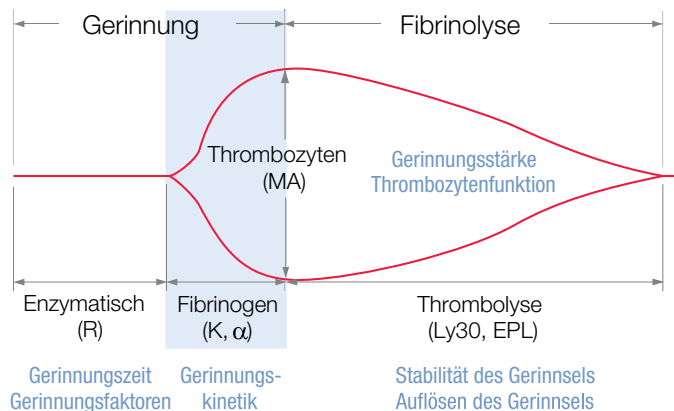 Gerinnung
Fibrinolyse
Thrombozyten
(MA)
Gerinnungsstärke
Thrombozytenfunktion
Enzymatisch
(R)
Fibrinogen
(K, α)
Thrombolyse
(Ly30, EPL)
Gerinnungszeit
Gerinnungsfaktoren
Gerinnungs-
kinetik
Stabilität des Gerinnsels
Auflösen des Gerinnsels